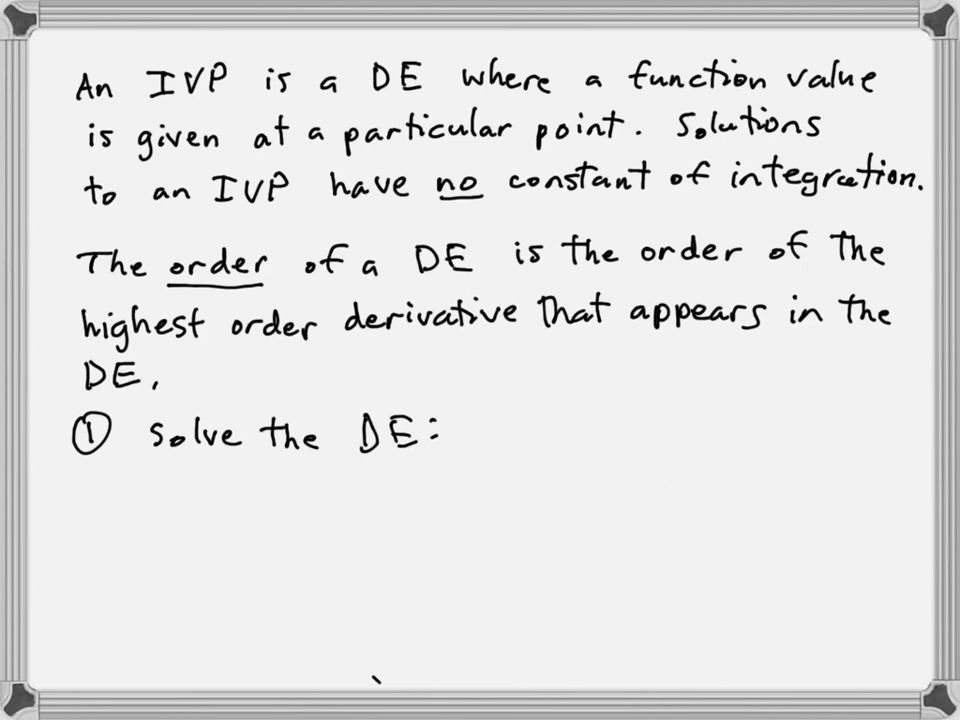 An IVP is a DE where a function value
is given at a particular point. Solutions
to an IVP have no constant of integration.
The order of a DE is the order of the
highest order derivative that appears in the
DE.
① Solve the DE: